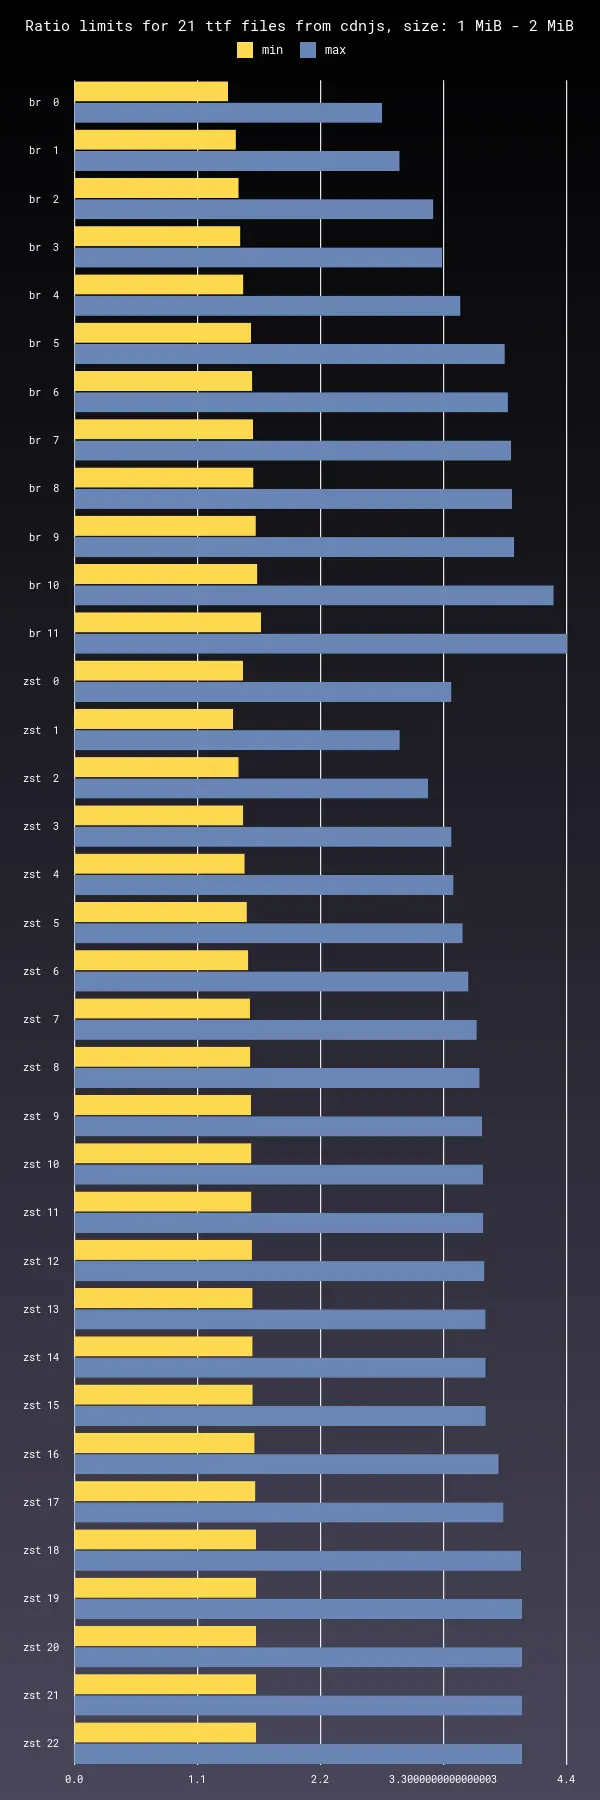 Ratio limits for 21 ttf files from cdnjs, size: 1 MiB - 2 MiB
min max
br 0
br 1
br 2
br 3
br 4
br 5
br 6
br 7
br 8
br 9
br 10
br 11
zst 0
zst 1
zst 2
zst 3
zst 4
zst 5
zst 6
zst 7
zst 8
zst 9
zst 10
zst 11
zst 12
zst 13
zst 14
zst 15
zst 16
zst 17
zst 18
zst 19
zst 20
zst 21
zst 22
0.0 1.1 2.2 3.3000000000000003 4.4